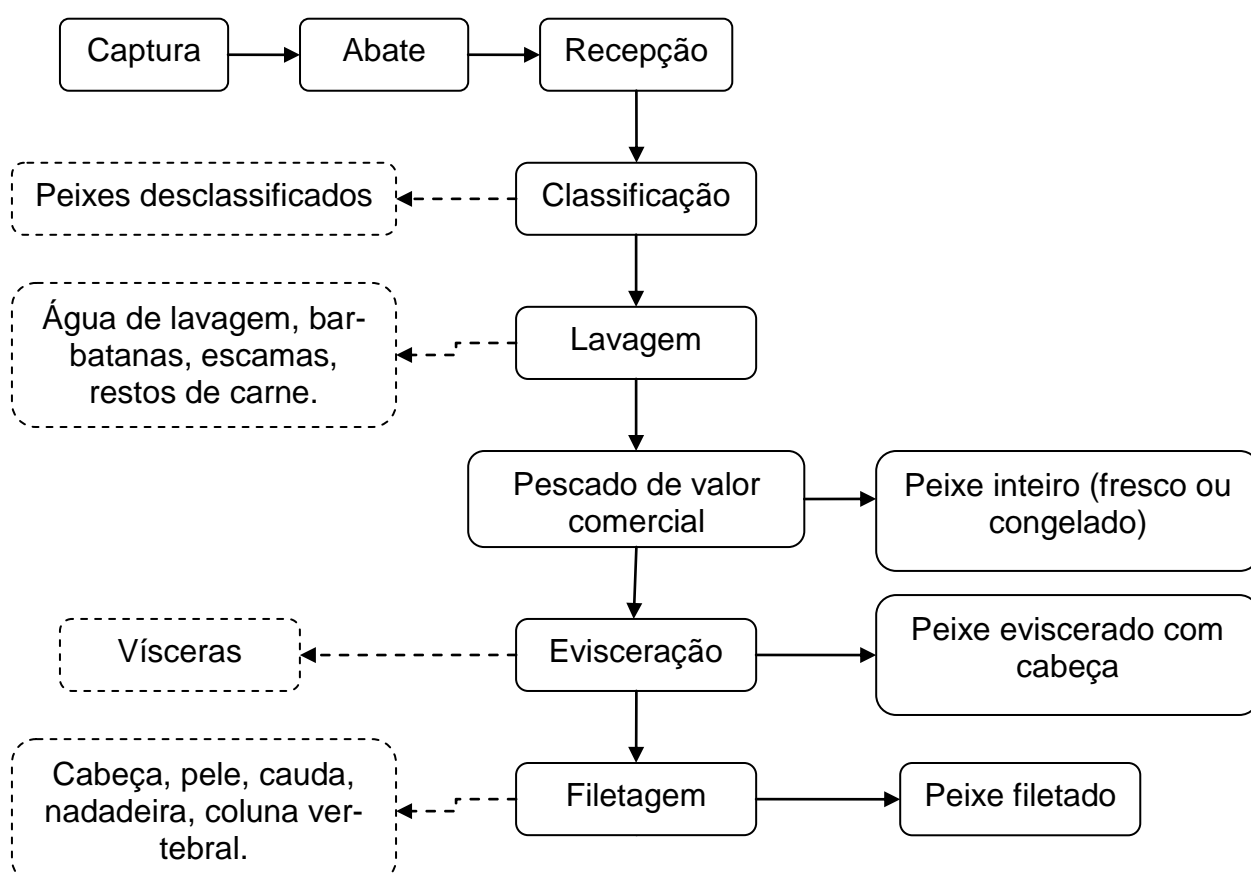 Captura
Abate
Recepção
Peixes desclassificados
Classificação
Água de lavagem, bar-
batanas, escamas,
restos de carne.
Lavagem
Pescado de valor
comercial
Peixe inteiro (fresco ou
congelado)
Vísceras
Evisceração
Peixe eviscerado com
cabeça
Cabeça, pele, cauda,
nadadeira, coluna ver-
tebral.
Filetagem
Peixe filetado